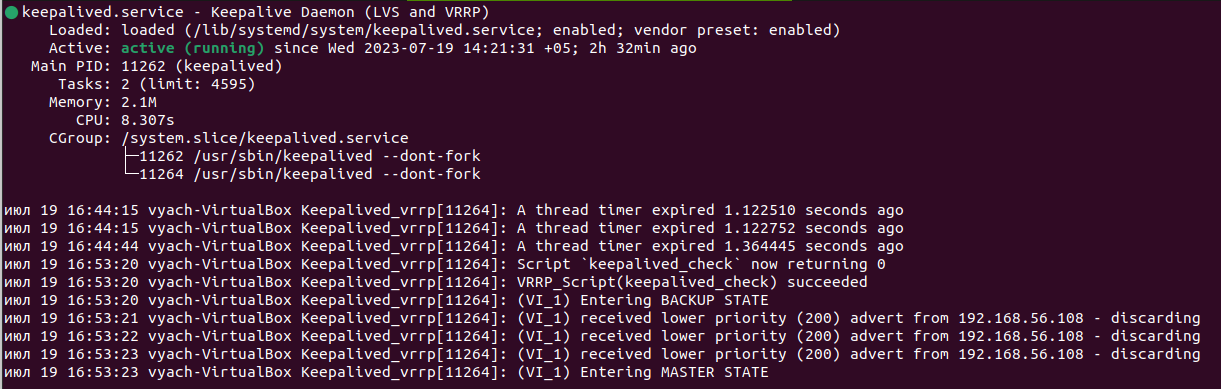 ● keepalived.service - Keepalive Daemon (LVS and VRRP)
Loaded: loaded (/lib/systemd/system/keepalived.service; enabled; vendor preset: enabled)
Active: active (running) since Wed 2023-07-19 14:21:31 +05; 2h 32min ago
Main PID: 11262 (keepalived)
Tasks: 2 (limit: 4595)
Memory: 2.1M
CPU: 8.307s
CGroup: /system.slice/keepalived.service
├─11262 /usr/sbin/keepalived --dont-fork
└─11264 /usr/sbin/keepalived --dont-fork
июл 19 16:44:15 vyach-VirtualBox Keepalived_vrrp[11264]: A thread timer expired 1.122510 seconds ago
июл 19 16:44:15 vyach-VirtualBox Keepalived_vrrp[11264]: A thread timer expired 1.122752 seconds ago
июл 19 16:44:44 vyach-VirtualBox Keepalived_vrrp[11264]: A thread timer expired 1.364445 seconds ago
июл 19 16:53:20 vyach-VirtualBox Keepalived_vrrp[11264]: Script `keepalived_check` now returning 0
июл 19 16:53:20 vyach-VirtualBox Keepalived_vrrp[11264]: VRRP_Script(keepalived_check) succeeded
июл 19 16:53:20 vyach-VirtualBox Keepalived_vrrp[11264]: (VI_1) Entering BACKUP STATE
июл 19 16:53:21 vyach-VirtualBox Keepalived_vrrp[11264]: (VI_1) received lower priority (200) advert from 192.168.56.108 - discarding
июл 19 16:53:22 vyach-VirtualBox Keepalived_vrrp[11264]: (VI_1) received lower priority (200) advert from 192.168.56.108 - discarding
июл 19 16:53:23 vyach-VirtualBox Keepalived_vrrp[11264]: (VI_1) received lower priority (200) advert from 192.168.56.108 - discarding
июл 19 16:53:23 vyach-VirtualBox Keepalived_vrrp[11264]: (VI_1) Entering MASTER STATE